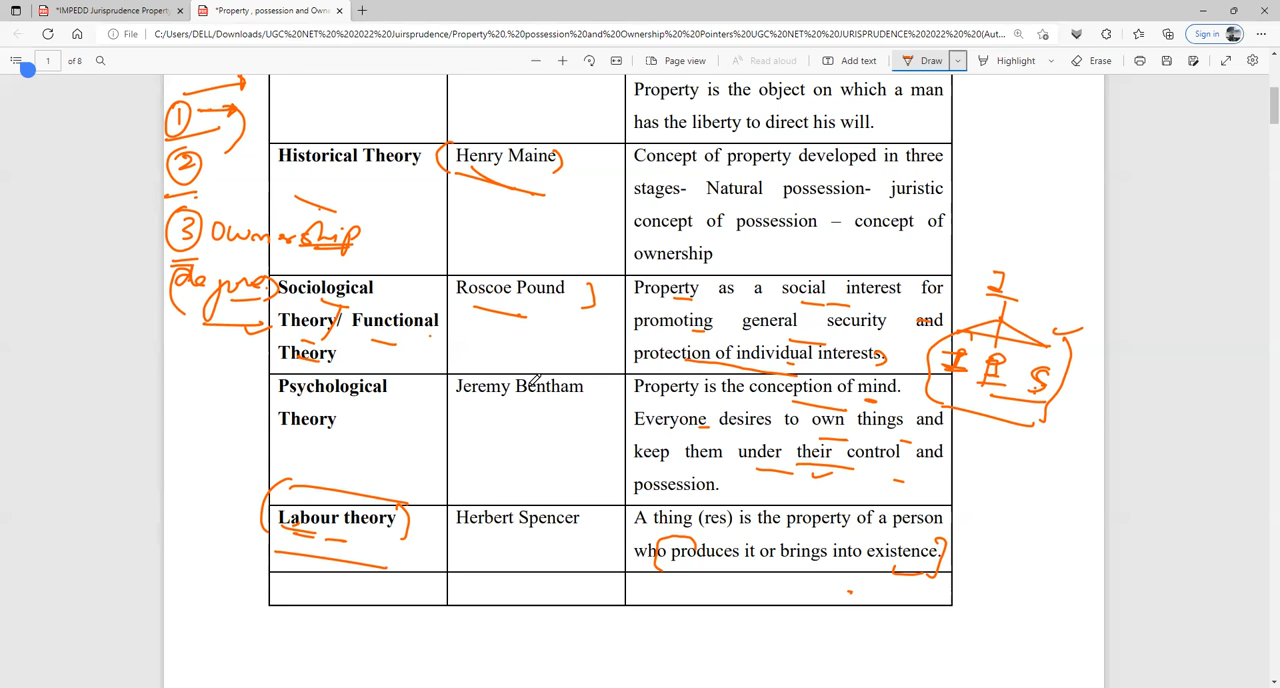 *IMPEDD Jurisprudence Property
*Property , possession and Owne
File
C:/Users/DELL/Downloads/UGC%20NET%20%202022%20Juirsprudence/Property%20,%20possession%20and%20Ownership%20%20Pointers%20UGC%20NET%20%20JURISPRUDENCE%202022%20%20(Aut...
Sign in
1 of 8
Page view
Read aloud
Add text
Draw
Highlight
Erase
Property is the object on which a man
has the liberty to direct his will.
Historical Theory
Henry Maine
Concept of property developed in three
stages- Natural possession- juristic
concept of possession – concept of
ownership
Sociological
Theory/ Functional
Theory
Roscoe Pound
Property as a social interest for
promoting general security and
protection of individual interests.
Psychological
Theory
Jeremy Bentham
Property is the conception of mind.
Everyone desires to own things and
keep them under their control and
possession.
Labour theory
Herbert Spencer
A thing (res) is the property of a person
who produces it or brings into existence.
1
2
3 Ownership
De jure
I
I P S